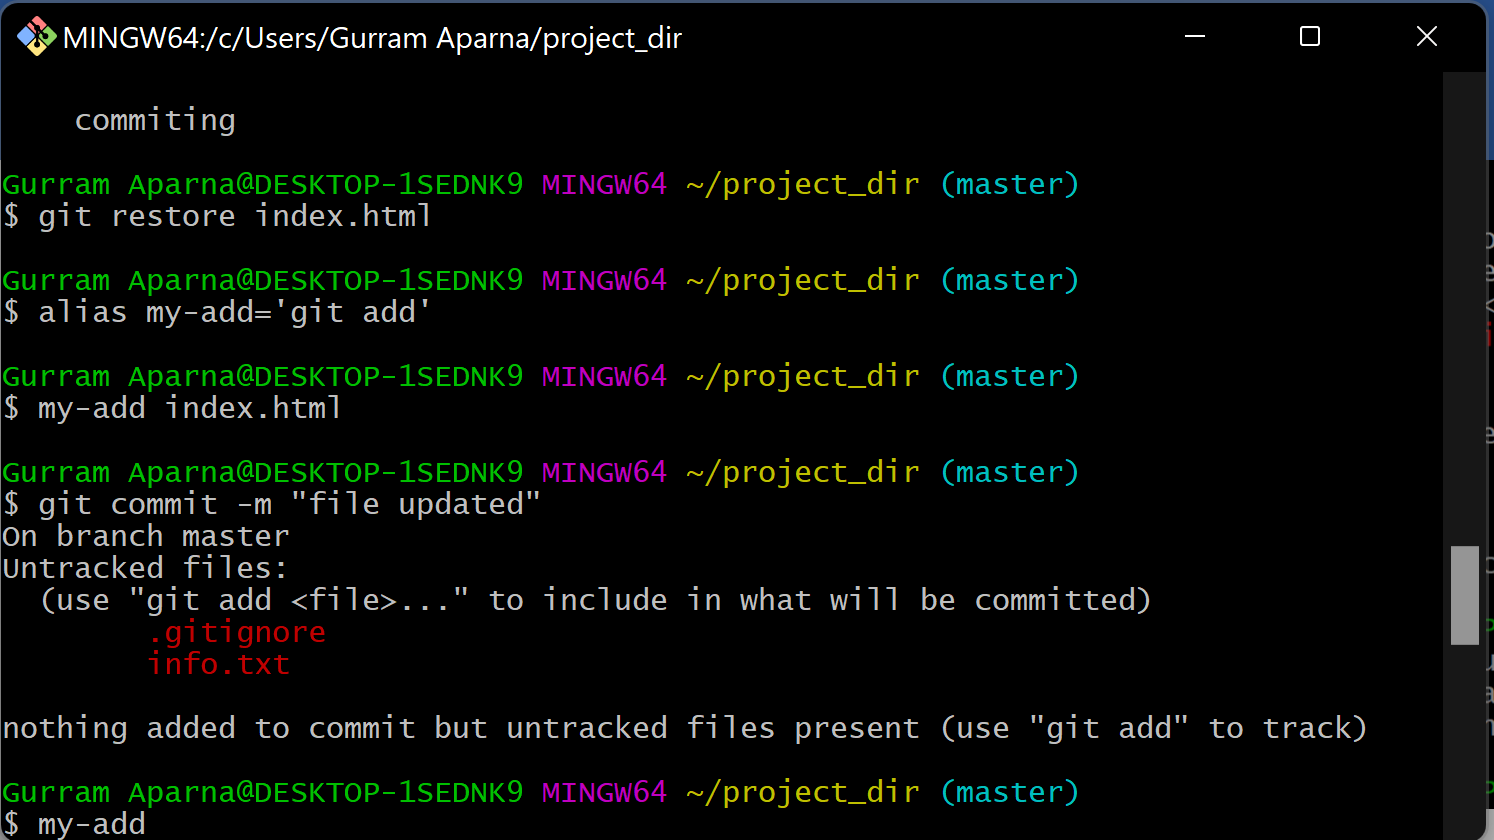 MINGW64:/c/Users/Gurram Aparna/project_dir
commiting
Gurram Aparna@DESKTOP-1SEDNK9 MINGW64 ~/project_dir (master)
$ git restore index.html
Gurram Aparna@DESKTOP-1SEDNK9 MINGW64 ~/project_dir (master)
$ alias my-add='git add'
Gurram Aparna@DESKTOP-1SEDNK9 MINGW64 ~/project_dir (master)
$ my-add index.html
Gurram Aparna@DESKTOP-1SEDNK9 MINGW64 ~/project_dir (master)
$ git commit -m "file updated"
On branch master
Untracked files:
(use "git add <file>..." to include in what will be committed)
.gitignore
info.txt
nothing added to commit but untracked files present (use "git add" to track)
Gurram Aparna@DESKTOP-1SEDNK9 MINGW64 ~/project_dir (master)
$ my-add